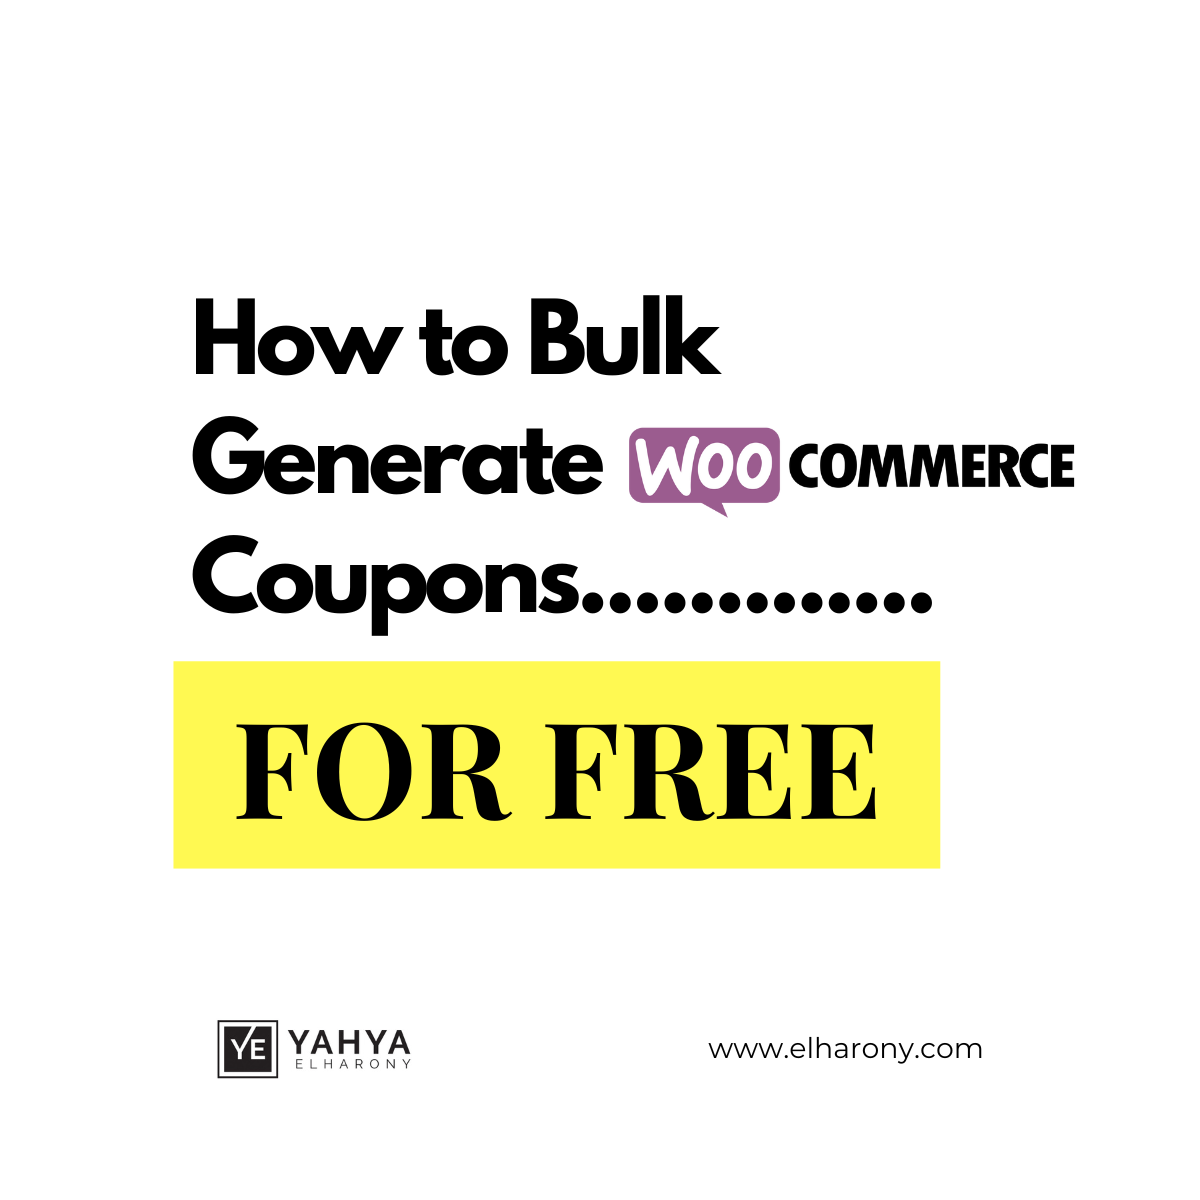 How to Bulk
Generate WOO COMMERCE
Coupons.............
FOR FREE
YE YAHYA
ELHARONY
www.elharony.com